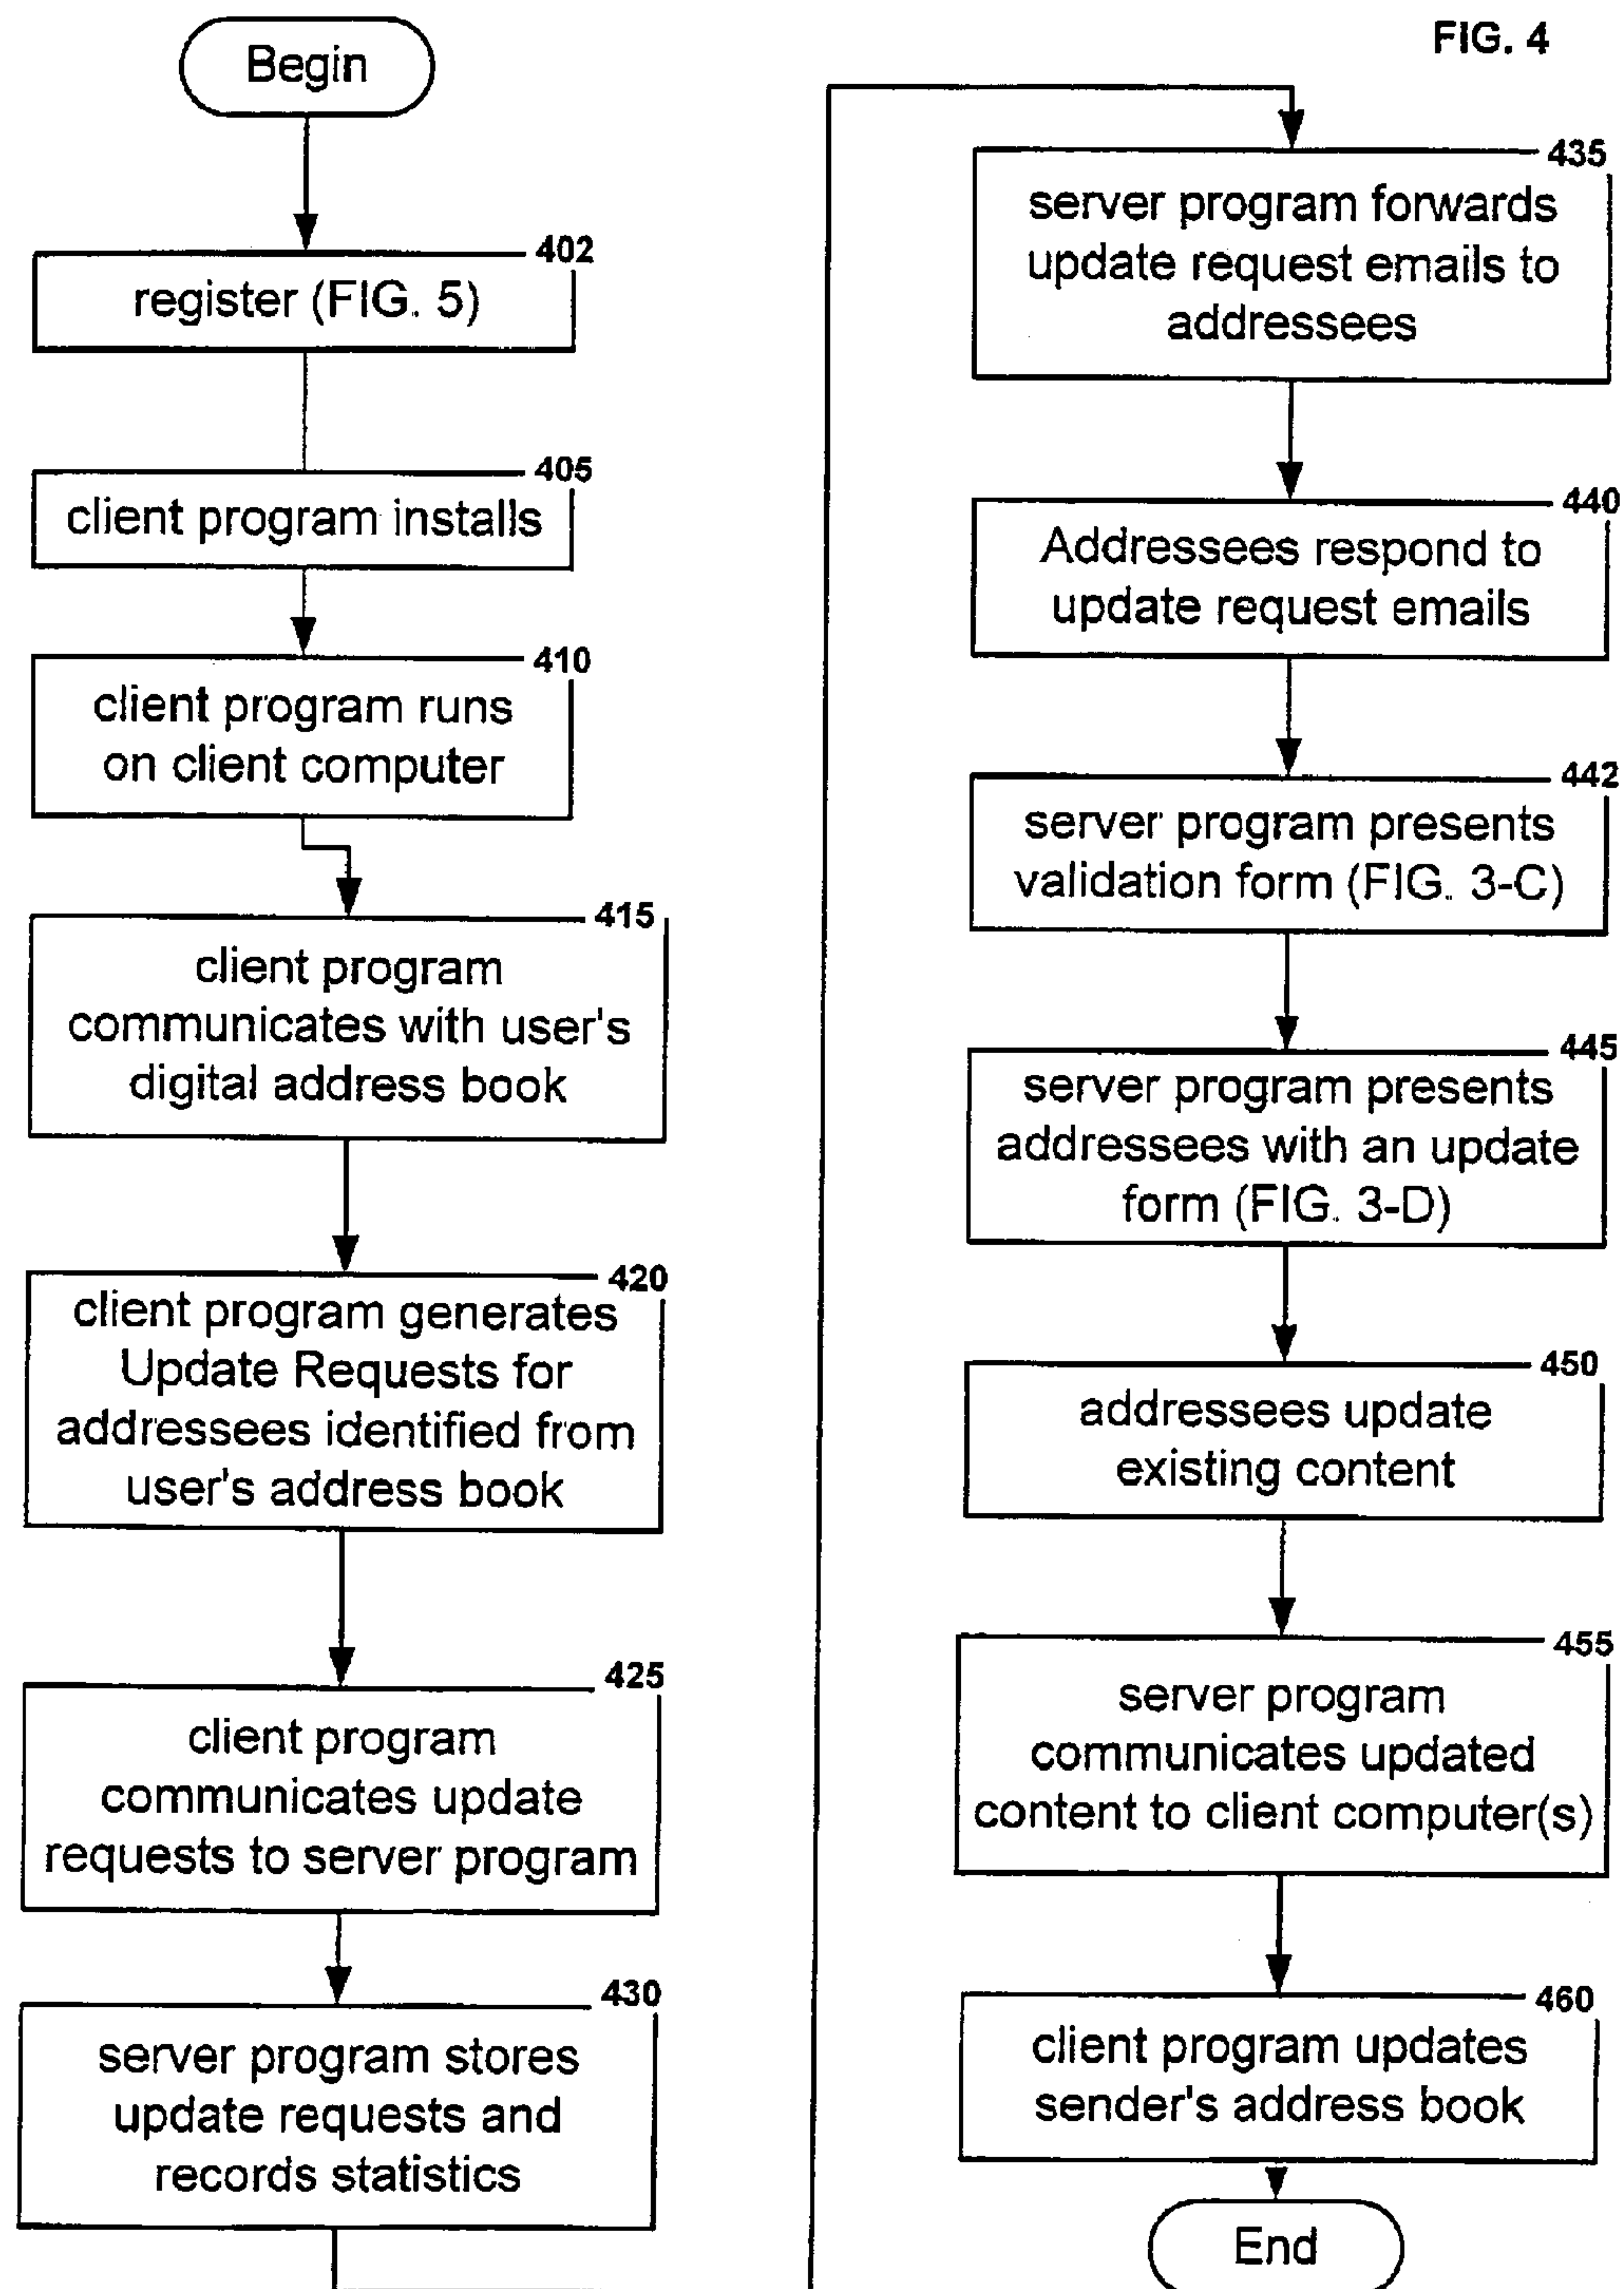 FIG. 4
Begin
402
register (FIG. 5)
405
client program installs
410
client program runs
on client computer
415
client program
communicates with user's
digital address book
420
client program generates
Update Requests for
addressees identified from
user's address book
425
client program
communicates update
requests to server program
430
server program stores
update requests and
records statistics
435
server program forwards
update request emails to
addressees
440
Addressees respond to
update request emails
442
server program presents
validation form (FIG. 3-C)
445
server program presents
addressees with an update
form (FIG. 3-D)
450
addressees update
existing content
455
server program
communicates updated
content to client computer(s)
460
client program updates
sender's address book
End